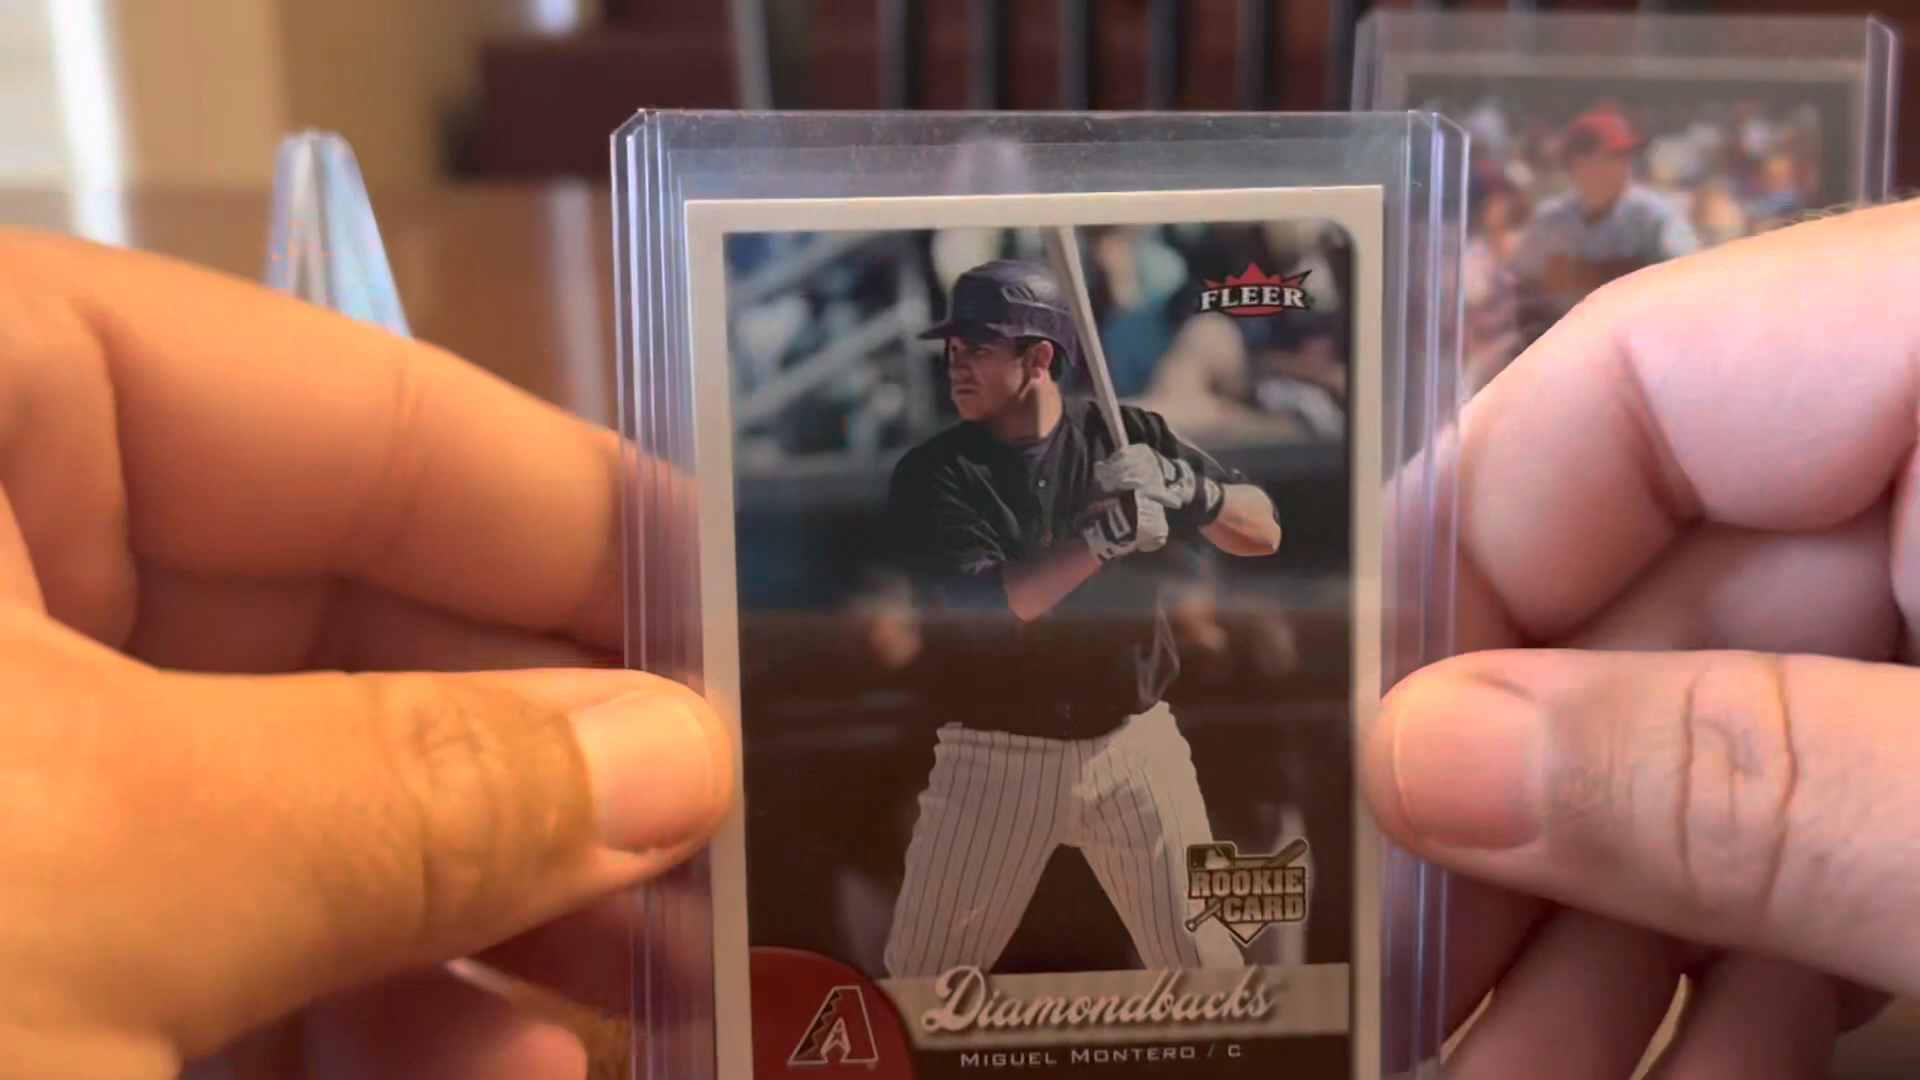 FLEER
ROOKIE
CARD
Diamondbacks
MIGUEL MONTERO / C